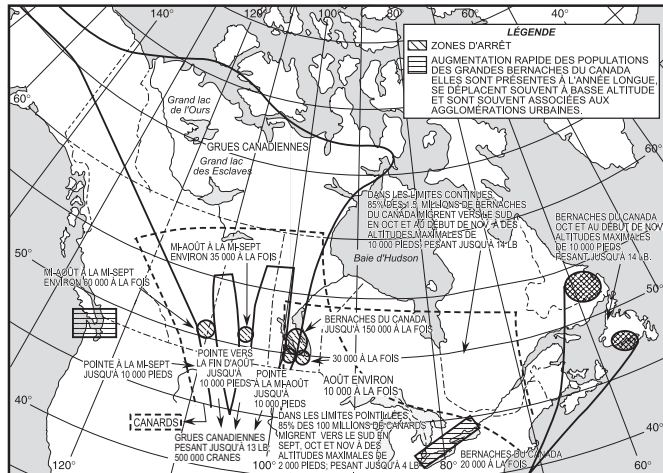 140°
120°
100°
80°
60°
LÉGENDE
ZONES D'ARRÊT
AUGMENTATION RAPIDE DES POPULATIONS
DES GRANDES BERNACHES DU CANADA
ELLES SONT PRÉSENTES À L'ANNÉE LONGUE,
SE DÉPLACENT SOUVENT À BASSE ALTITUDE
ET SONT SOUVENT ASSOCIÉES AUX
AGGLOMÉRATIONS URBAINES.
60°
50°
40°
Grand lac
de l'Ours
GRUES CANADIENNES
Grand lac
des Esclaves
60°
DANS LES LIMITES CONTINUES,
85% DES 1.5 MILLIONS DE BERNACHES
DU CANADA MIGRENT VERS LE SUD
EN OCT ET AU DÉBUT DE NOV À DES
ALTITUDES MAXIMALES DE
10 000 PIEDS; PESANT JUSQU'À 14 LB
Baie d'Hudson
BERNACHES DU CANADA
OCT ET AU DÉBUT DE NOV
ALTITUDES MAXIMALES
DE 10 000 PIEDS
PESANT JUSQU'À 14 LB.
MI-AOÛT À LA MI-SEPT
ENVIRON 35 000 À LA FOIS
50°
MI-AOÛT À LA MI-SEPT
ENVIRON 60 000 À LA FOIS
BERNACHES DU CANADA
JUSQU'À 150 000 À LA FOIS
30 000 À LA FOIS
POINTE À LA MI-SEPT
JUSQU'À 10 000 PIEDS
POINTE VERS
LA FIN D'AOÛT
JUSQU'À
10 000 PIEDS
POINTE
À LA MI-AOÛT
JUSQU'À
10 000 PIEDS
AOÛT ENVIRON
10 000 À LA FOIS
50°
40°
CANARDS
GRUES CANADIENNES
PESANT JUSQU'À 13 LB
500 000 CRANES
DANS LES LIMITES POINTILLÉES,
85% DES 100 MILLIONS DE CANARDS
MIGRENT VERS LE SUD EN
SEPT, OCT ET NOV À DES
ALTITUDES MAXIMALES DE
2 000 PIEDS; PESANT JUSQU'À 4 LB
BERNACHES DU CANADA
20 000 À LA FOIS
40°
120°
100°
80°
60°